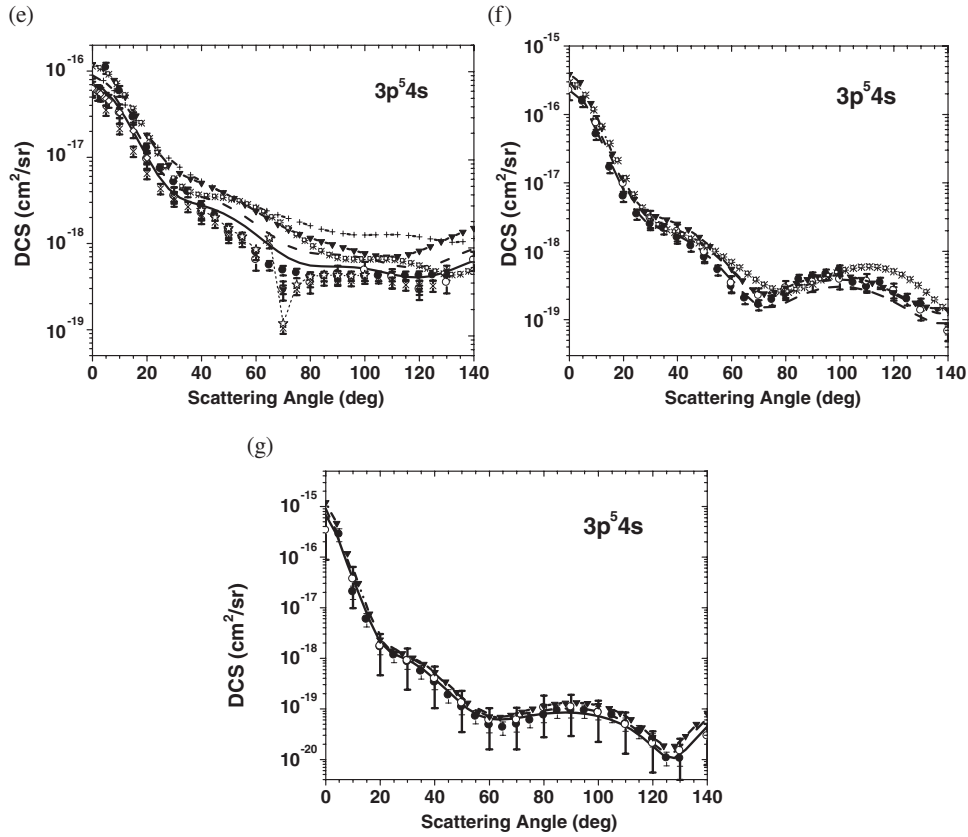 (e)
10⁻¹⁶
10⁻¹⁷
10⁻¹⁸
10⁻¹⁹
DCS (cm²/sr)
3p⁵4s
0 20 40 60 80 100 120 140
Scattering Angle (deg)
(f)
10⁻¹⁵
10⁻¹⁶
10⁻¹⁷
10⁻¹⁸
10⁻¹⁹
DCS (cm²/sr)
3p⁵4s
0 20 40 60 80 100 120 140
Scattering Angle (deg)
(g)
10⁻¹⁵
10⁻¹⁶
10⁻¹⁷
10⁻¹⁸
10⁻¹⁹
10⁻²⁰
DCS (cm²/sr)
3p⁵4s
0 20 40 60 80 100 120 140
Scattering Angle (deg)